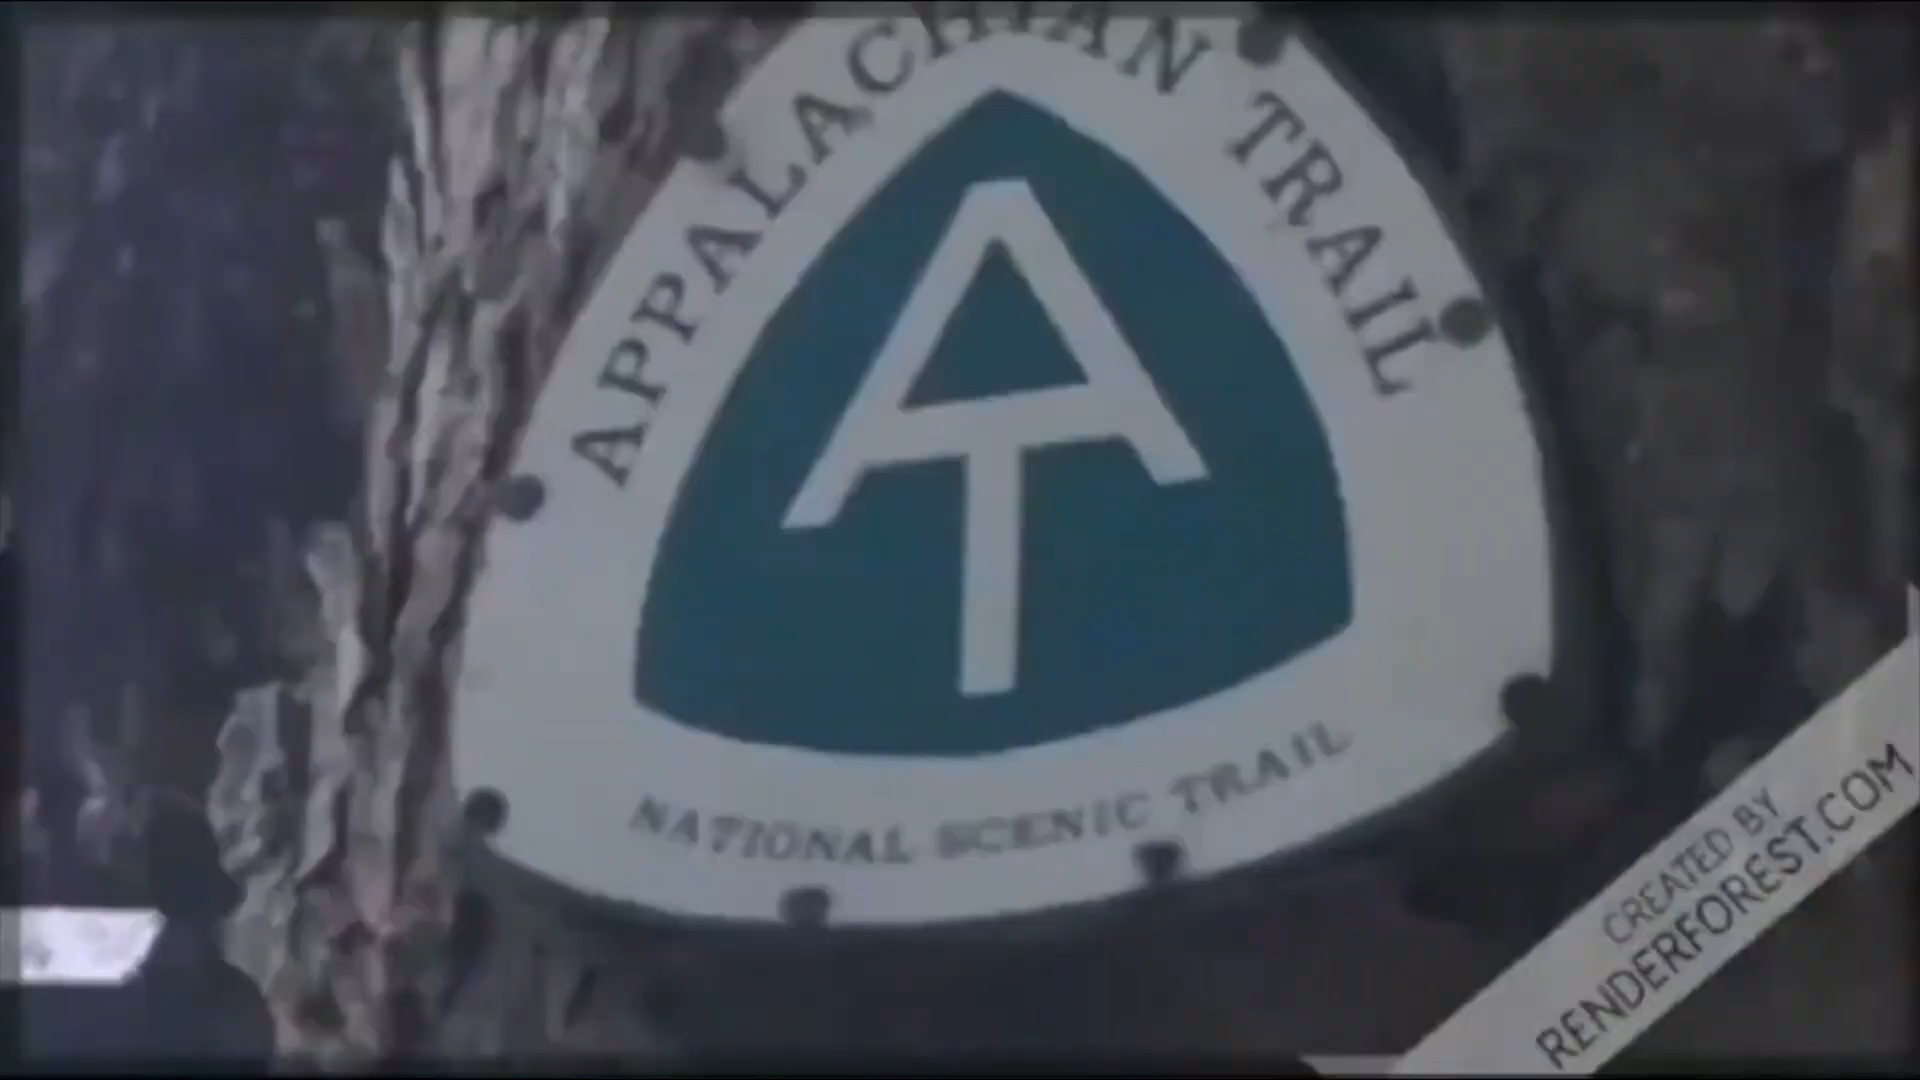 APPALACHIAN TRAIL
AT
NATIONAL SCENIC TRAIL
CREATED BY
RENDERFOREST.COM